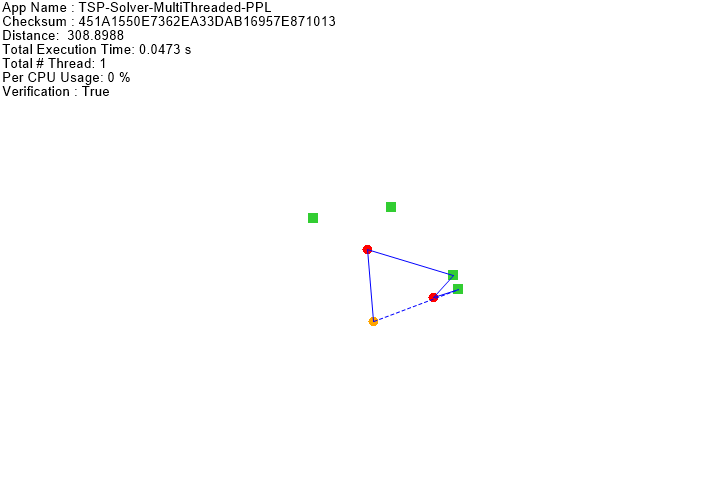 App Name : TSP-Solver-MultiThreaded-PPL
Checksum : 451A1550E7362EA33DAB16957E871013
Distance:  308.8988
Total Execution Time: 0.0473 s
Total # Thread: 1
Per CPU Usage: 0 %
Verification : True